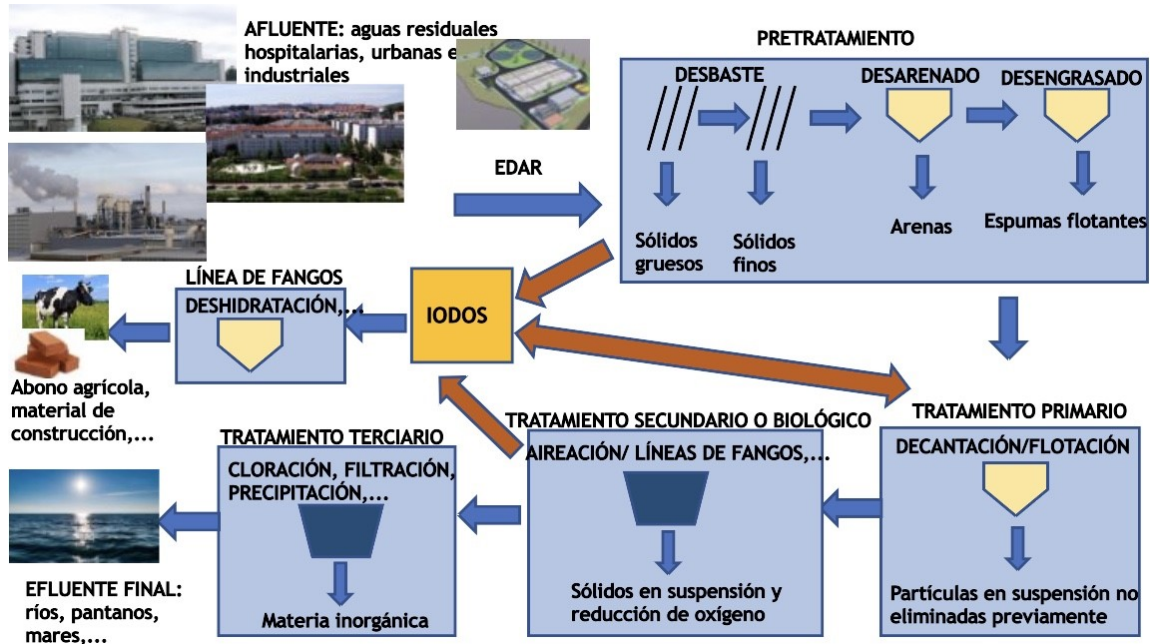 AFLUENTE: aguas residuales
hospitalarias, urbanas e
industriales
EDAR
PRETRATAMIENTO
DESBASTE
DESARENADO
DESENGRASADO
Sólidos
gruesos
Sólidos
finos
Arenas
Espumas flotantes
LÍNEA DE FANGOS
DESHIDRATACIÓN,...
IODOS
Abono agrícola,
material de
construcción,...
TRATAMIENTO PRIMARIO
DECANTACIÓN/FLOTACIÓN
Partículas en suspensión no
eliminadas previamente
TRATAMIENTO SECUNDARIO O BIOLÓGICO
AIREACIÓN/ LÍNEAS DE FANGOS,...
Sólidos en suspensión y
reducción de oxígeno
TRATAMIENTO TERCIARIO
CLORACIÓN, FILTRACIÓN,
PRECIPITACIÓN,...
Materia inorgánica
EFLUENTE FINAL:
ríos, pantanos,
mares,...